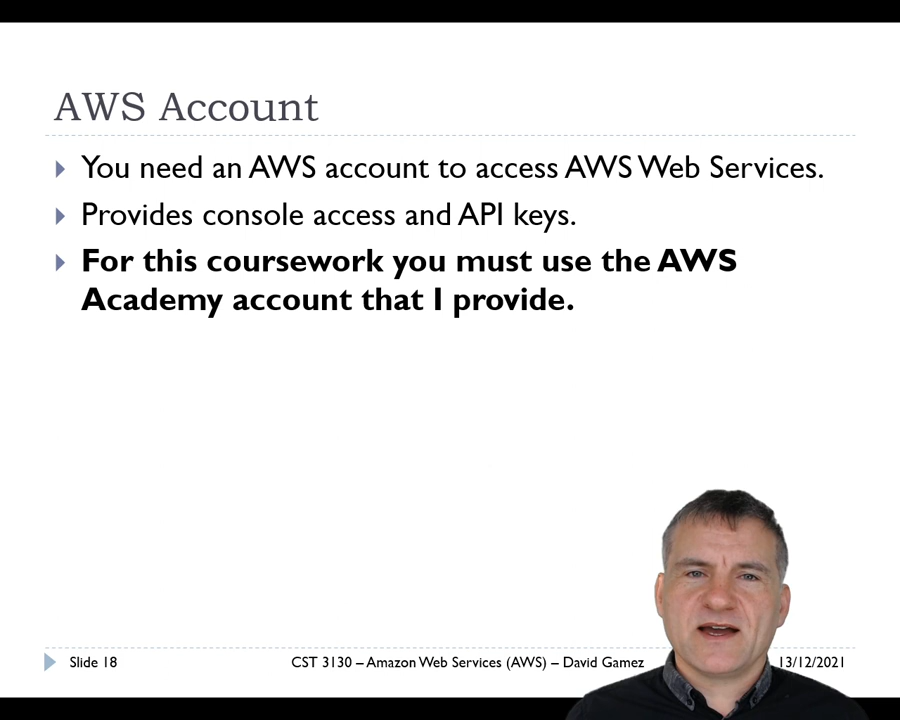 AWS Account
You need an AWS account to access AWS Web Services.
Provides console access and API keys.
For this coursework you must use the AWS
Academy account that I provide.
Slide 18
CST 3130 – Amazon Web Services (AWS) – David Gamez
13/12/2021